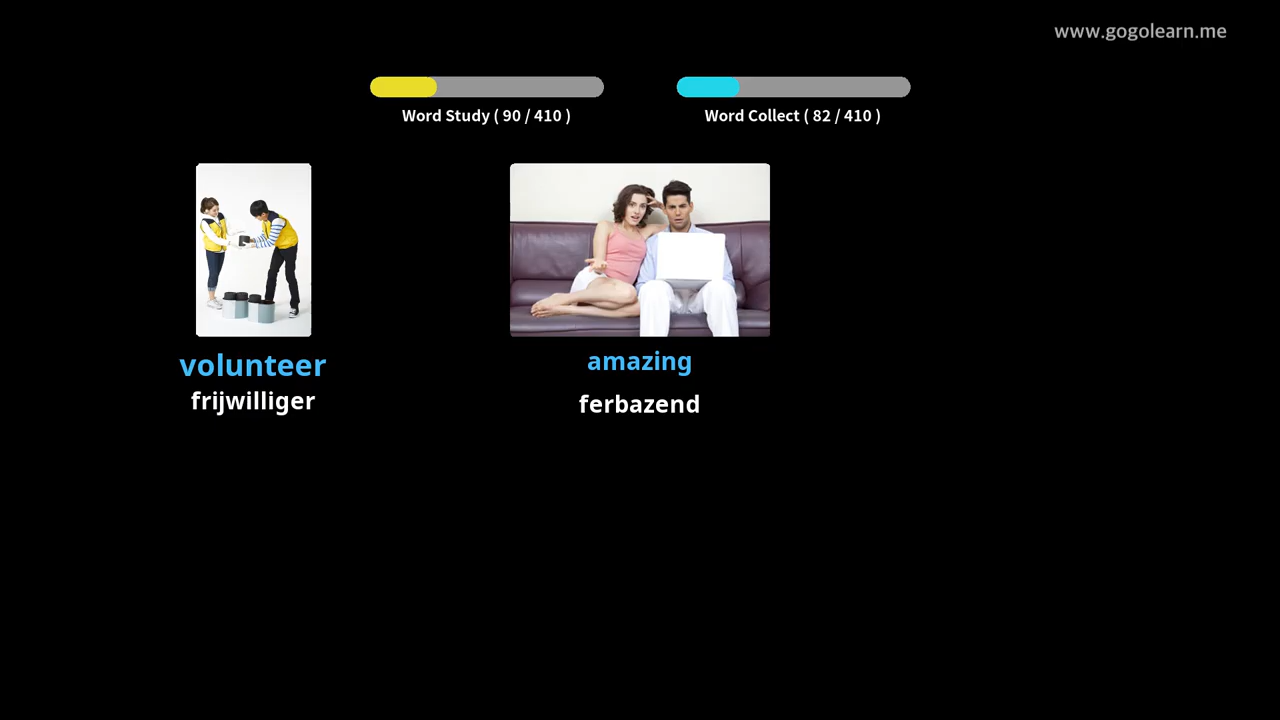 www.gogolearn.me
Word Study ( 90 / 410 )
Word Collect ( 82 / 410 )
volunteer
frijwilliger
amazing
ferbazend